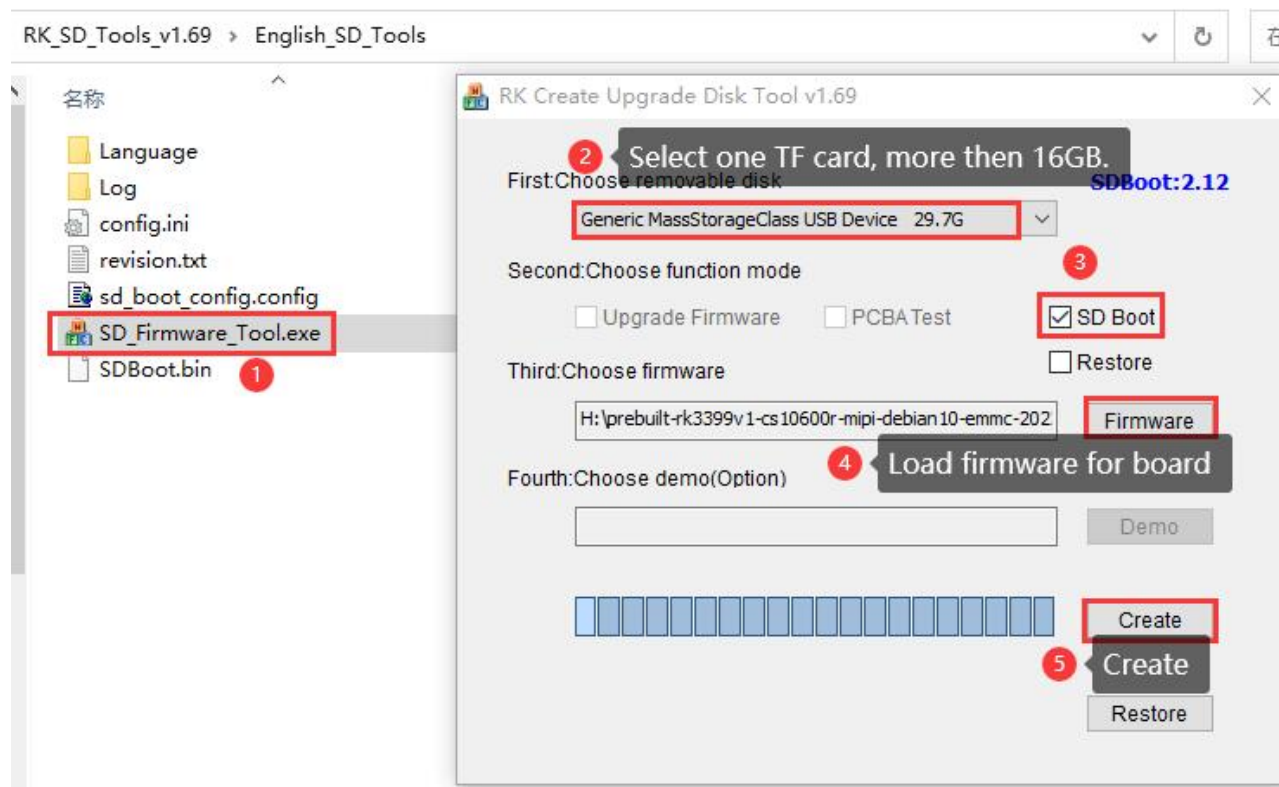 RK_SD_Tools_v1.69 › English_SD_Tools
名称
Language
Log
config.ini
revision.txt
sd_boot_config.config
SD_Firmware_Tool.exe
1
SDBoot.bin
RK Create Upgrade Disk Tool v1.69
2 Select one TF card, more then 16GB.
First:Choose removable disk
SDBoot:2.12
Generic MassStorageClass USB Device 29.7G
Second:Choose function mode
3
Upgrade Firmware PCBA Test SD Boot
Restore
Third:Choose firmware
H:\prebuilt-rk3399v1-cs10600r-mipi-debian10-emmc-202 Firmware
4 Load firmware for board
Fourth:Choose demo(Option)
Demo
Create
5 Create
Restore